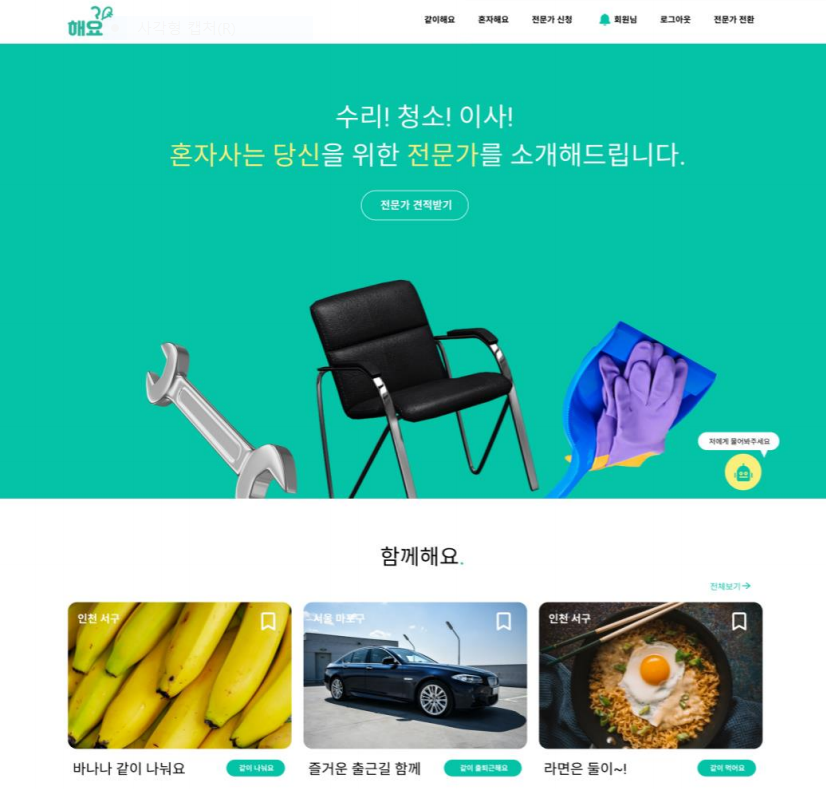 해요
사각형 캡처(R)
같이해요 혼자해요 전문가 신청 회원님 로그아웃 전문가 전환
수리! 청소! 이사!
혼자사는 당신을 위한 전문가를 소개해드립니다.
전문가 견적받기
저에게 물어봐주세요
함께해요.
전체보기
인천 서구
서울 마포구
인천 서구
바나나 같이 나눠요 같이 나눠요
즐거운 출근길 함께 같이 출퇴근해요
라면은 둘이~! 같이 먹어요